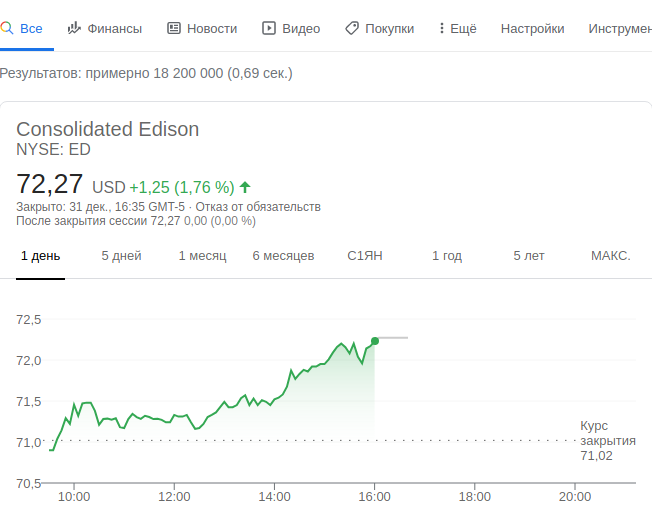 Все Финансы Новости Видео Покупки Ещё Настройки Инструмен
Результатов: примерно 18 200 000 (0,69 сек.)
Consolidated Edison
NYSE: ED
72,27 USD +1,25 (1,76 %)
Закрыто: 31 дек., 16:35 GMT-5 · Отказ от обязательств
После закрытия сессии 72,27 0,00 (0,00 %)
1 день 5 дней 1 месяц 6 месяцев С1ЯН 1 год 5 лет МАКС.
72,5
72,0
71,5
71,0
70,5
Курс
закрытия
71,02
10:00 12:00 14:00 16:00 18:00 20:00